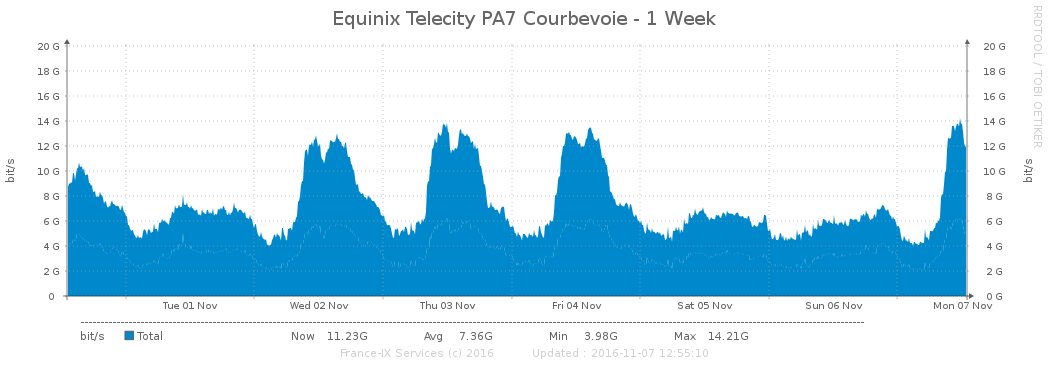 Equinix Telecity PA7 Courbevoie - 1 Week
RRDTOOL / TOBI OETIKER
20 G 20 G
18 G 18 G
16 G 16 G
14 G 14 G
12 G 12 G
10 G 10 G
8 G 8 G
6 G 6 G
4 G 4 G
2 G 2 G
0 0 G
bit/s bit/s
Tue 01 Nov Wed 02 Nov Thu 03 Nov Fri 04 Nov Sat 05 Nov Sun 06 Nov Mon 07 Nov
bit/s Total Now 11.23G Avg 7.36G Min 3.98G Max 14.21G
France-IX Services (c) 2016 Updated : 2016-11-07 12:55:10